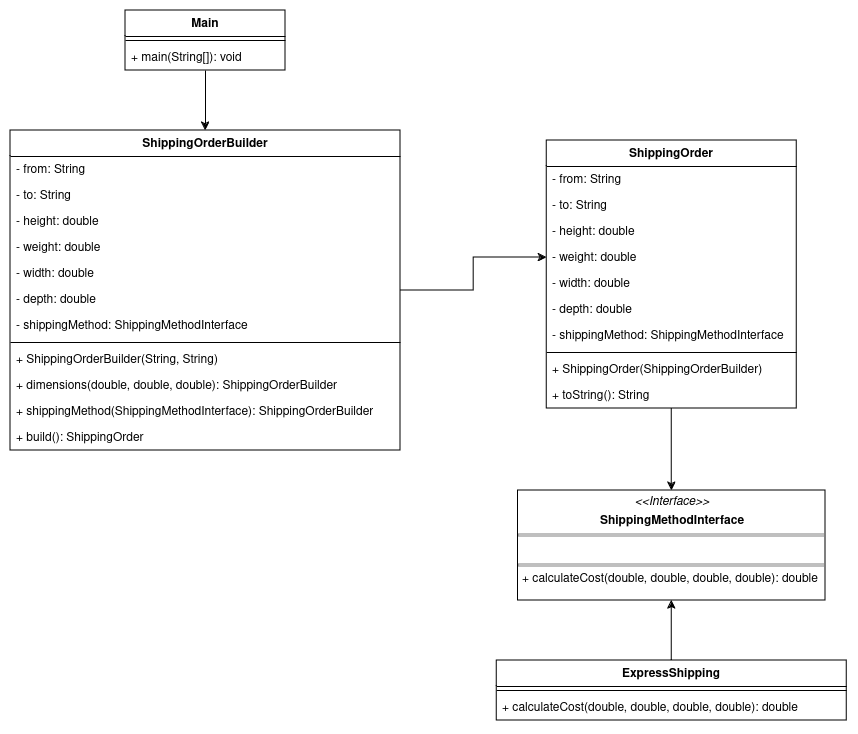 Main
+ main(String[]): void
ShippingOrderBuilder
- from: String
- to: String
- height: double
- weight: double
- width: double
- depth: double
- shippingMethod: ShippingMethodInterface
+ ShippingOrderBuilder(String, String)
+ dimensions(double, double, double): ShippingOrderBuilder
+ shippingMethod(ShippingMethodInterface): ShippingOrderBuilder
+ build(): ShippingOrder
ShippingOrder
- from: String
- to: String
- height: double
- weight: double
- width: double
- depth: double
- shippingMethod: ShippingMethodInterface
+ ShippingOrder(ShippingOrderBuilder)
+ toString(): String
<<Interface>>
ShippingMethodInterface
+ calculateCost(double, double, double, double): double
ExpressShipping
+ calculateCost(double, double, double, double): double